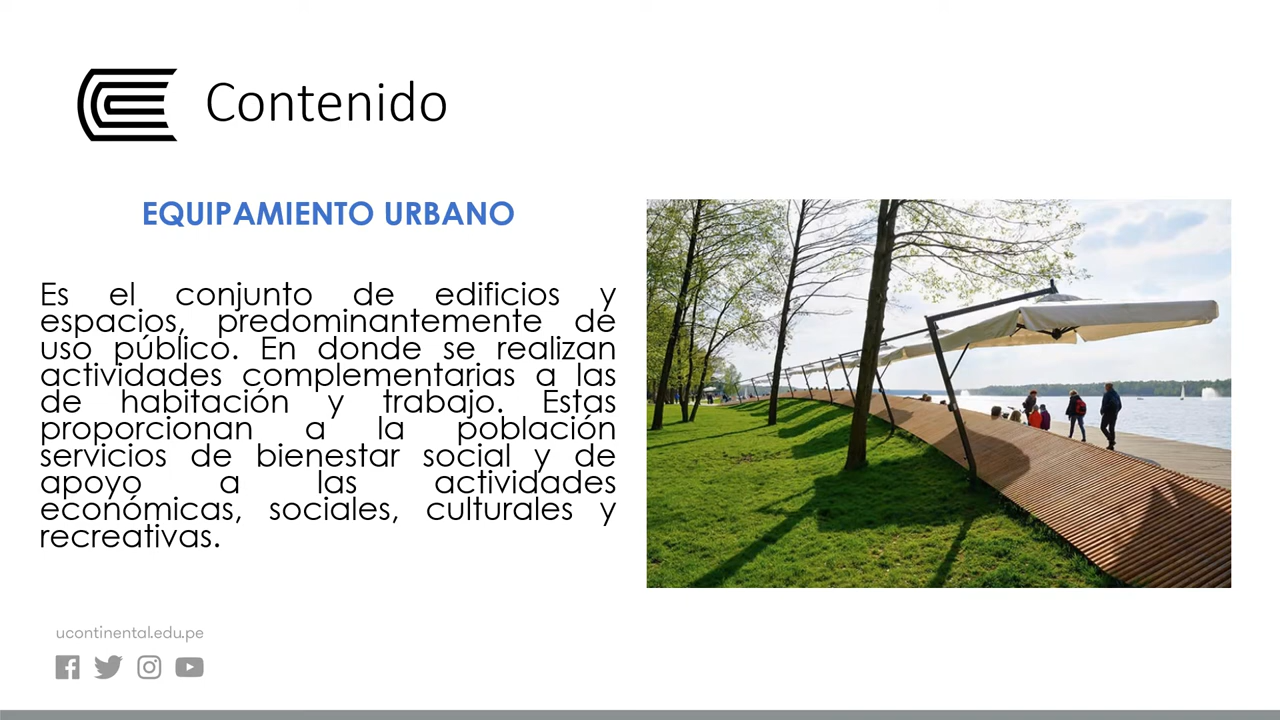 Contenido
EQUIPAMIENTO URBANO
Es el conjunto de edificios y
espacios, predominantemente de
uso público. En donde se realizan
actividades complementarias a las
de habitación y trabajo. Estas
proporcionan a la población
servicios de bienestar social y de
apoyo a las actividades
económicas, sociales, culturales y
recreativas.
ucontinental.edu.pe